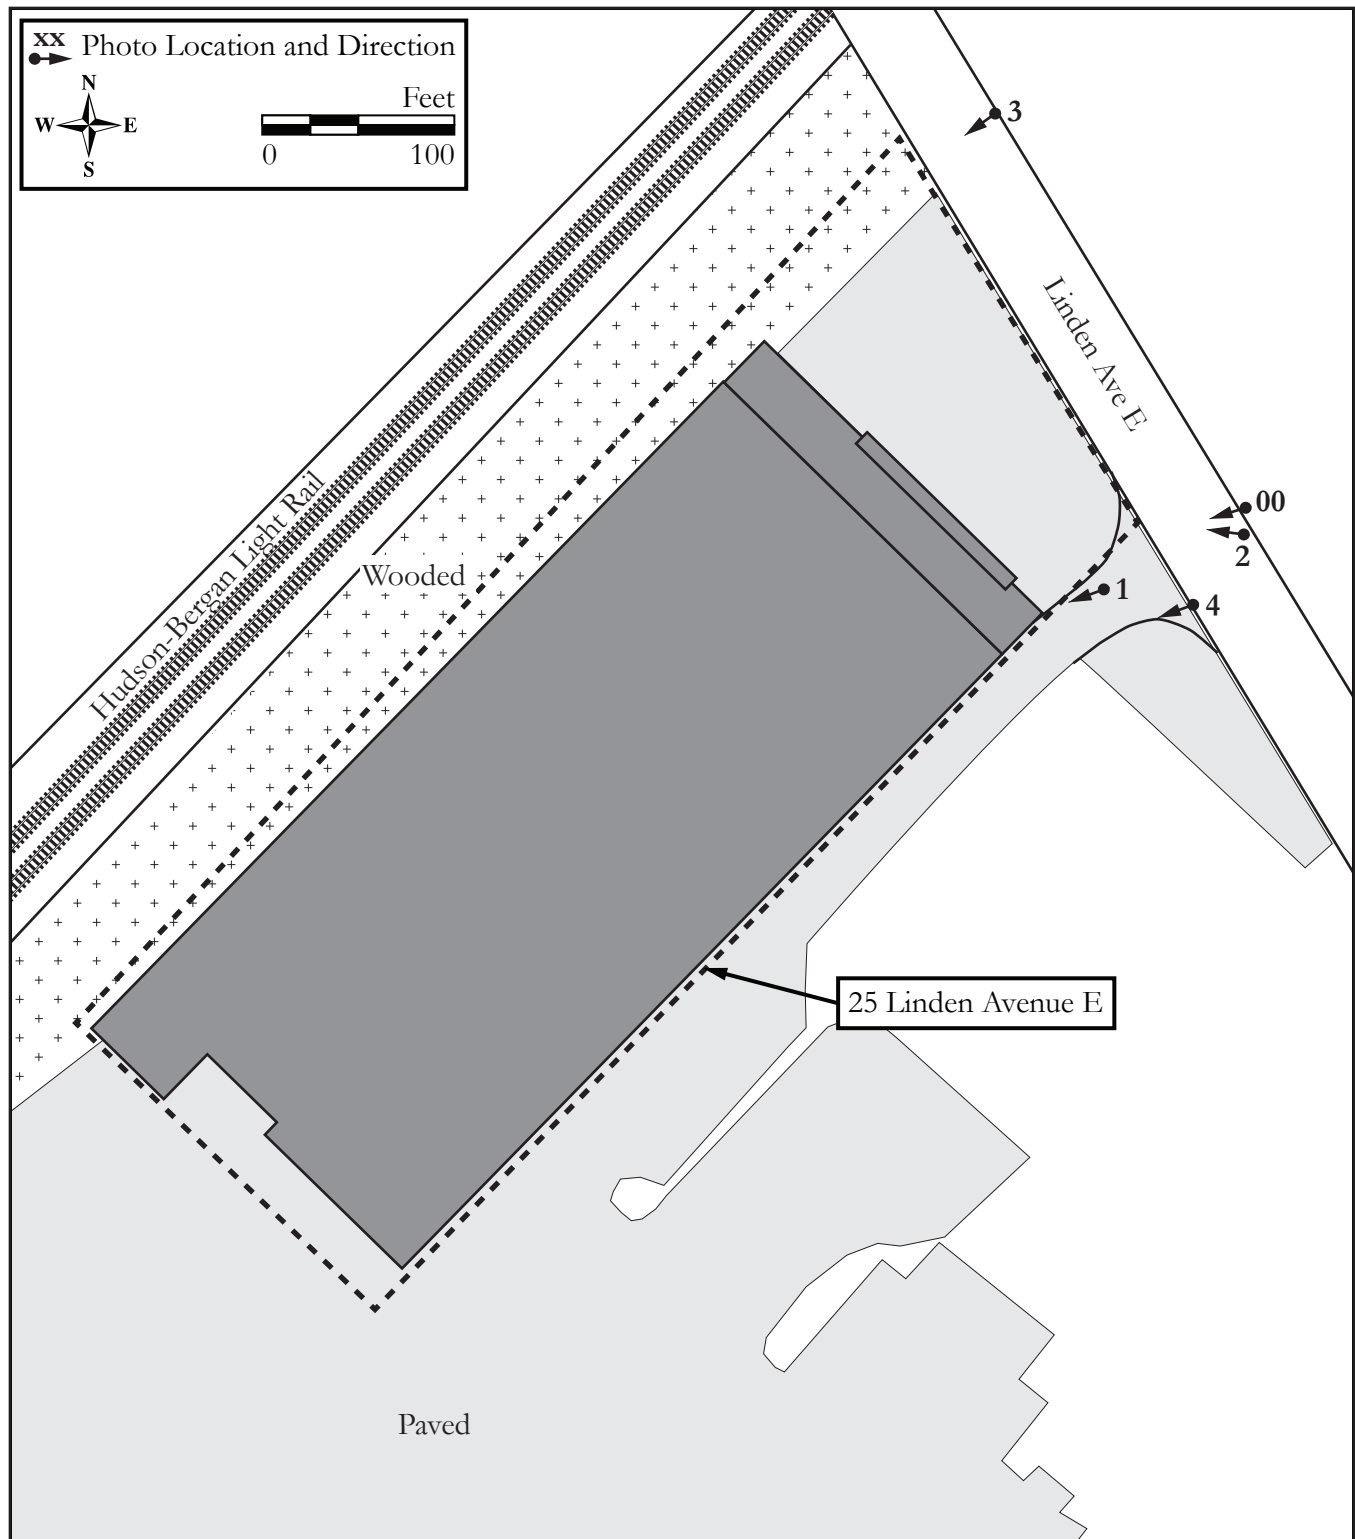 xx Photo Location and Direction
N
W E
S
Feet
0 100
3
Linden Ave E
00
2
1
4
Hudson-Bergan Light Rail
Wooded
25 Linden Avenue E
Paved